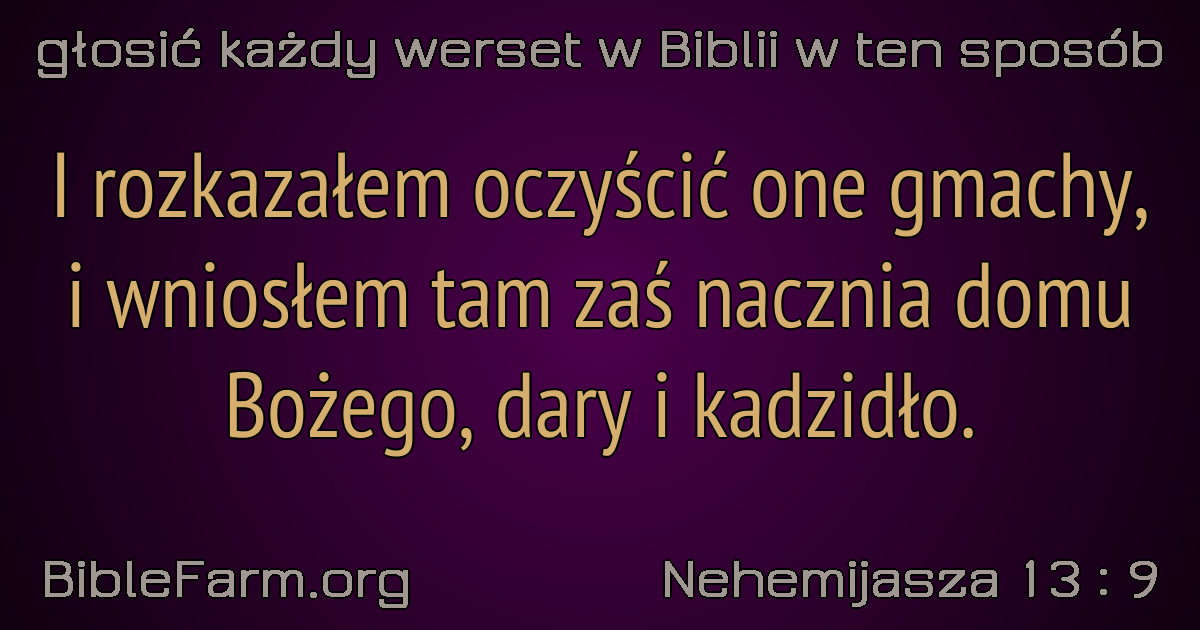 głosić każdy werset w Biblii w ten sposób
I rozkazałem oczyścić one gmachy,
i wniosłem tam zaś nacznia domu
Bożego, dary i kadzidło.
BibleFarm.org
Nehemijasza 13 : 9